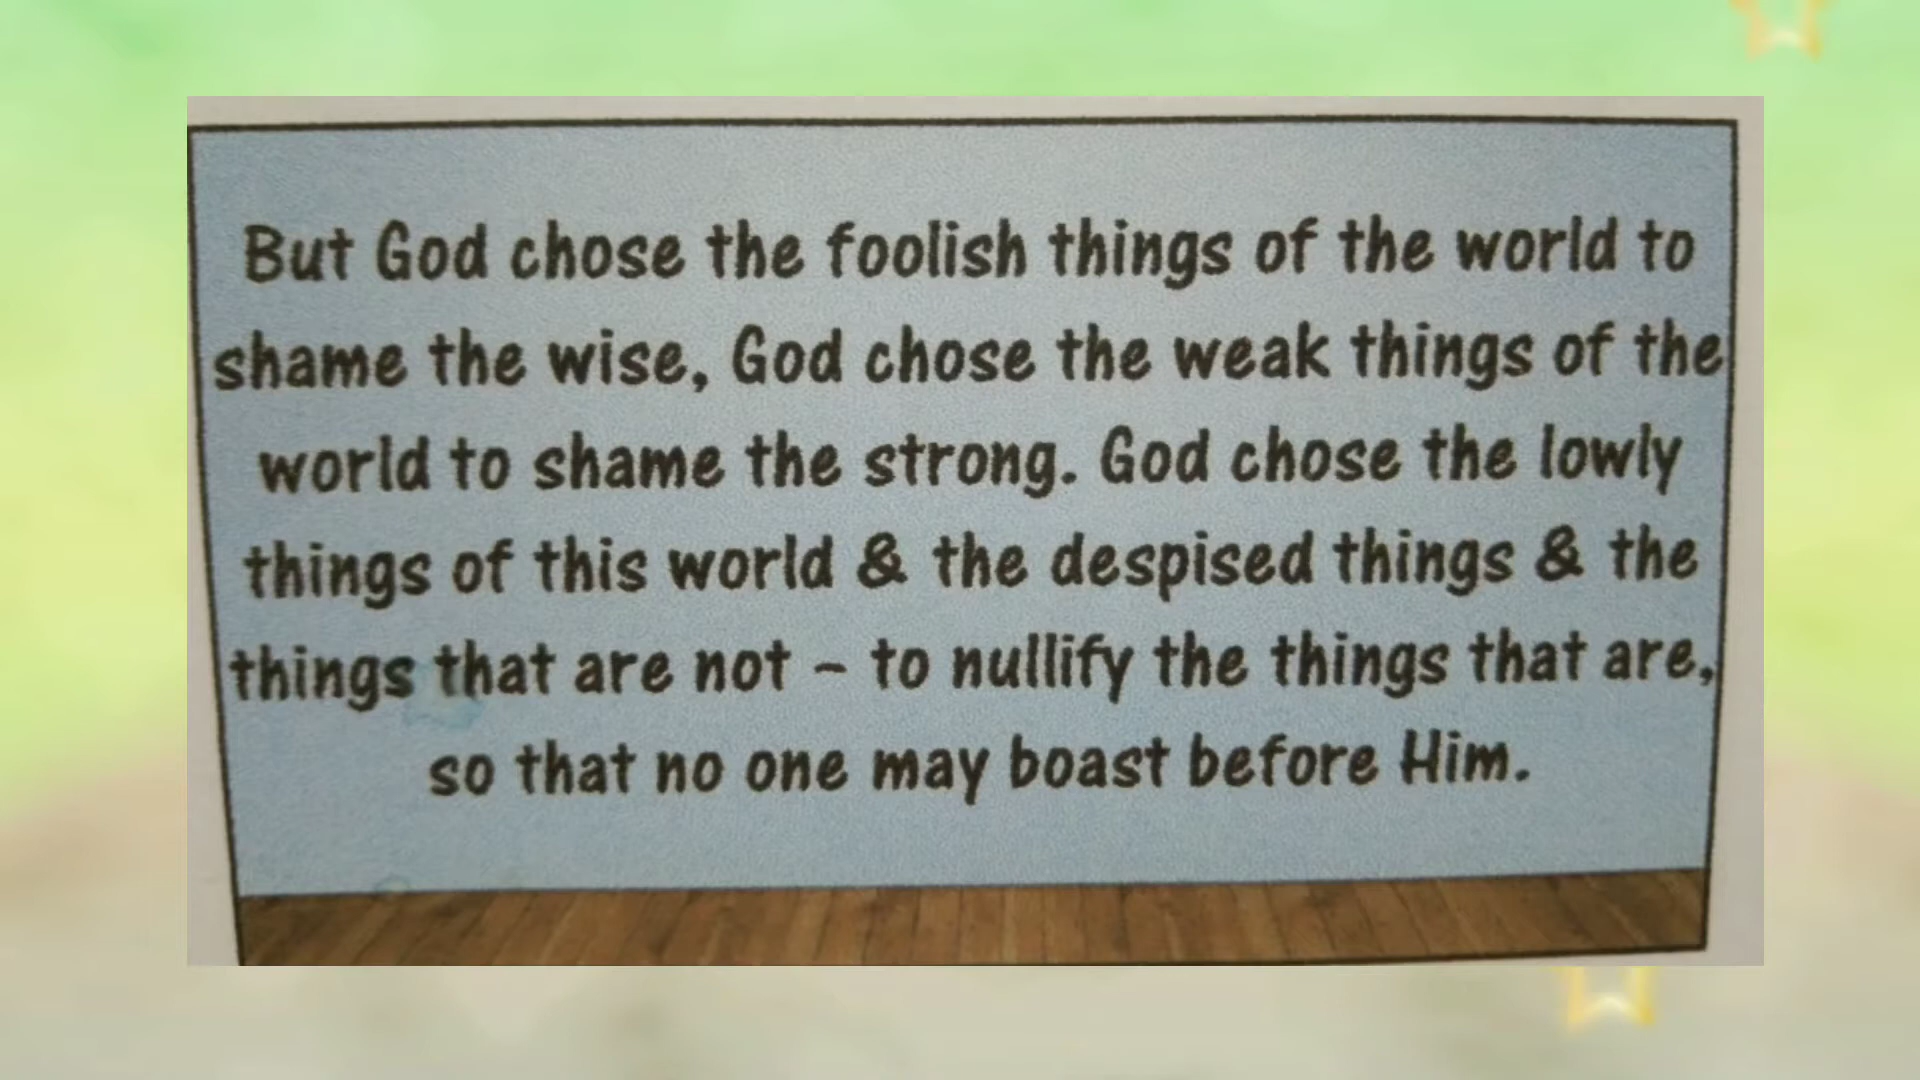 But God chose the foolish things of the world to
shame the wise, God chose the weak things of the
world to shame the strong. God chose the lowly
things of this world & the despised things & the
things that are not – to nullify the things that are,
so that no one may boast before Him.